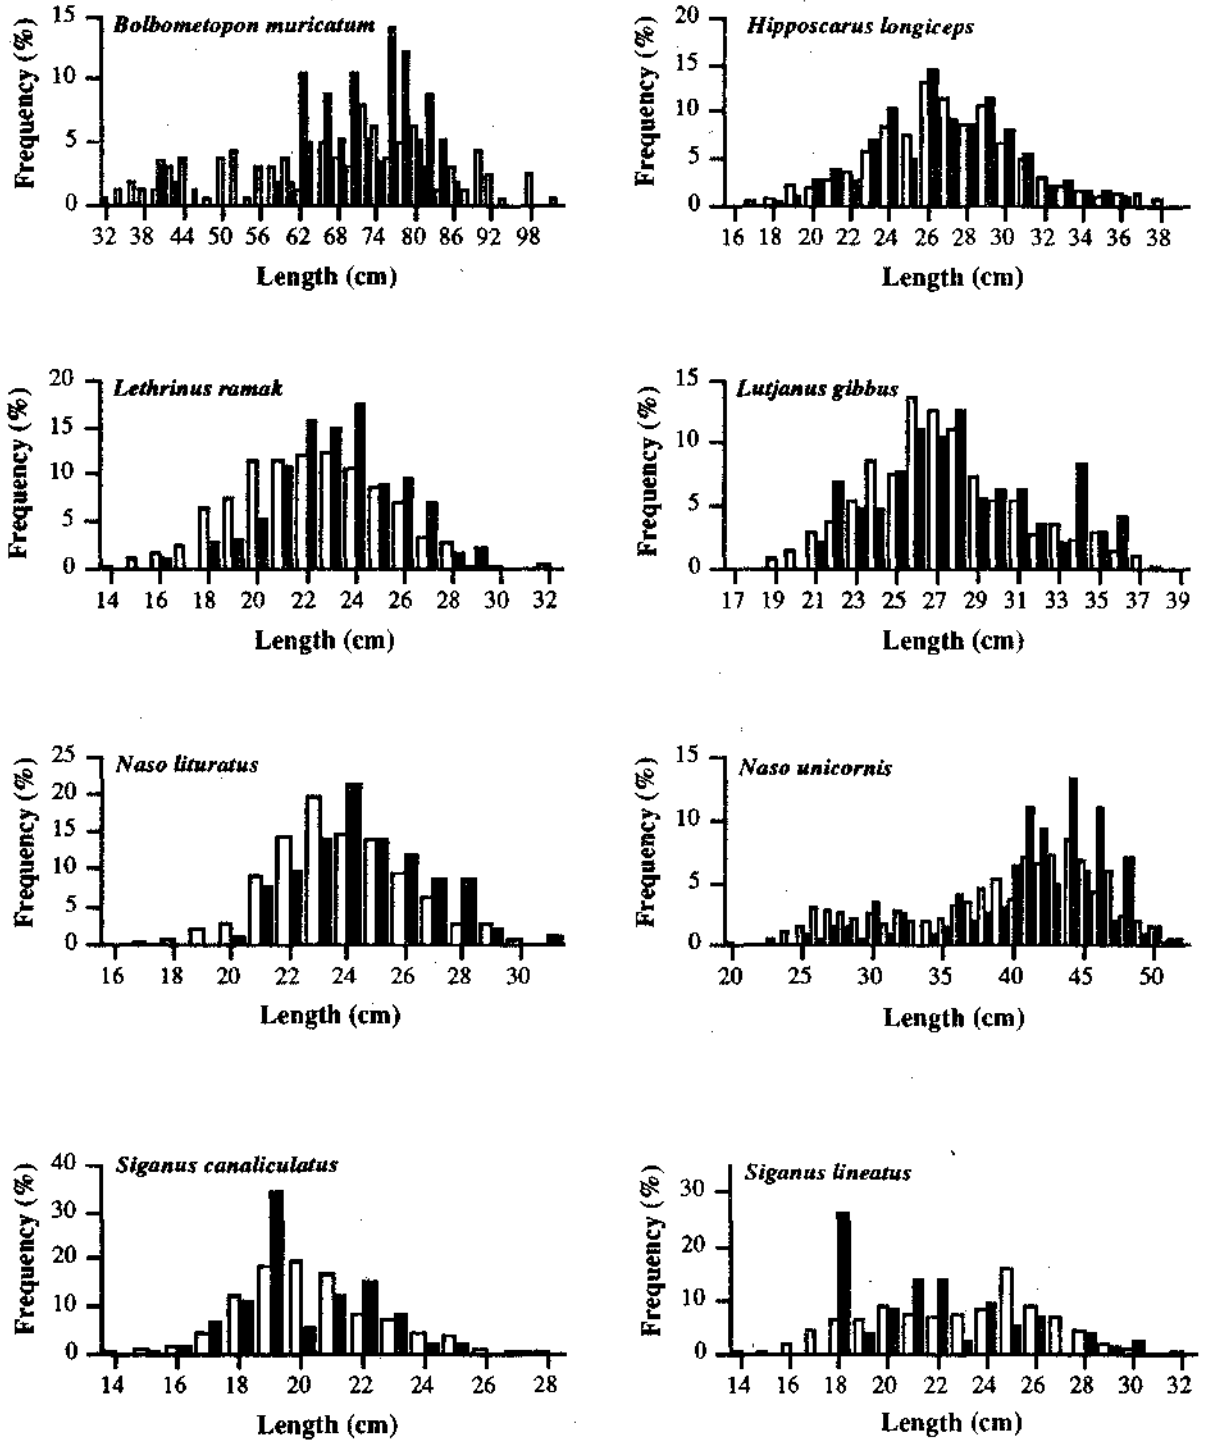 Bolbometopon muricatum
Frequency (%)
15
10
5
0
32 38 44 50 56 62 68 74 80 86 92 98
Length (cm)
Hipposcarus longiceps
Frequency (%)
20
15
10
5
0
16 18 20 22 24 26 28 30 32 34 36 38
Length (cm)
Lethrinus ramak
Frequency (%)
20
15
10
5
0
14 16 18 20 22 24 26 28 30 32
Length (cm)
Lutjanus gibbus
Frequency (%)
15
10
5
0
17 19 21 23 25 27 29 31 33 35 37 39
Length (cm)
Naso lituratus
Frequency (%)
25
20
15
10
5
0
16 18 20 22 24 26 28 30
Length (cm)
Naso unicornis
Frequency (%)
15
10
5
0
20 25 30 35 40 45 50
Length (cm)
Siganus canaliculatus
Frequency (%)
40
30
20
10
0
14 16 18 20 22 24 26 28
Length (cm)
Siganus lineatus
Frequency (%)
30
20
10
0
14 16 18 20 22 24 26 28 30 32
Length (cm)